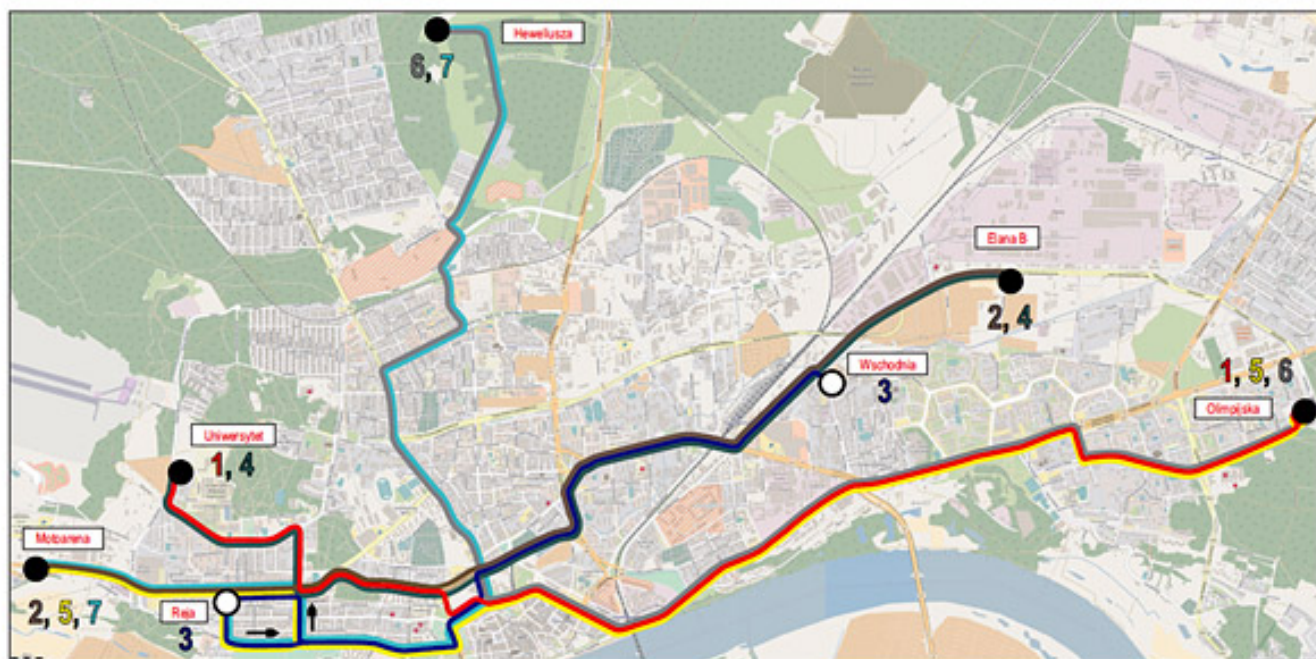 Heweliusza
6, 7
Elana B
2, 4
Wschodnia
3
1, 5, 6
Olimpijska
Uniwersytet
1, 4
Motoarena
2, 5, 7
Reja
3